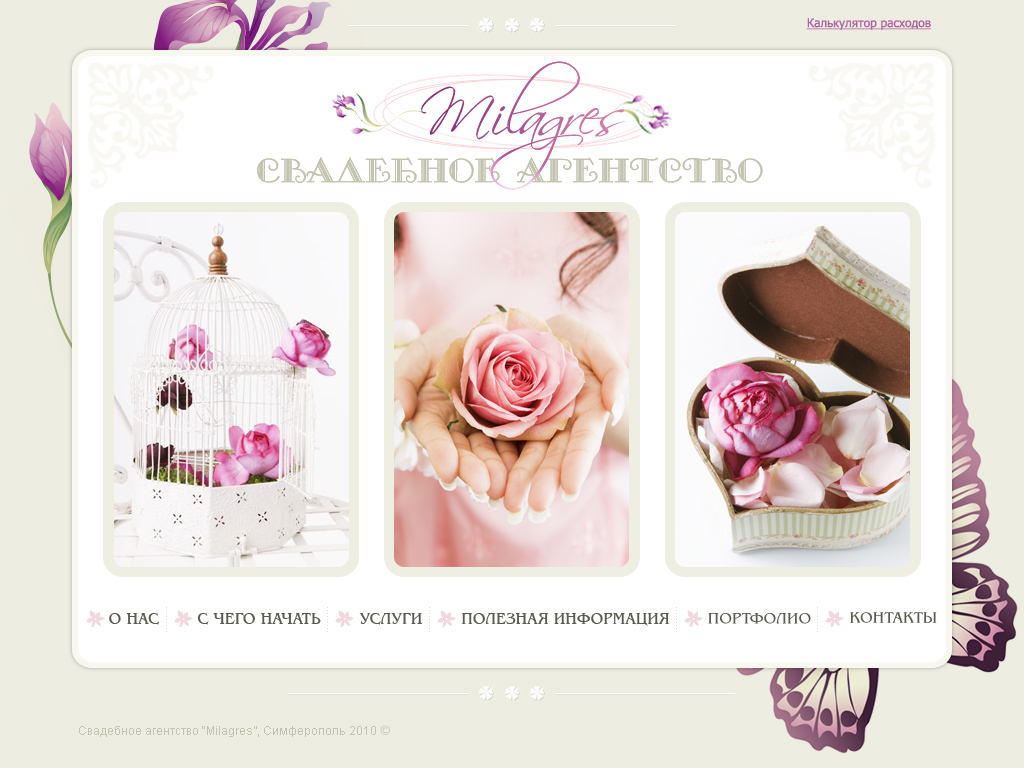 Калькулятор расходов
Milagres
СВАДЕБНОЕ АГЕНТСТВО
О НАС
С ЧЕГО НАЧАТЬ
УСЛУГИ
ПОЛЕЗНАЯ ИНФОРМАЦИЯ
ПОРТФОЛИО
КОНТАКТЫ
Свадебное агентство "Milagres", Симферополь 2010 ©